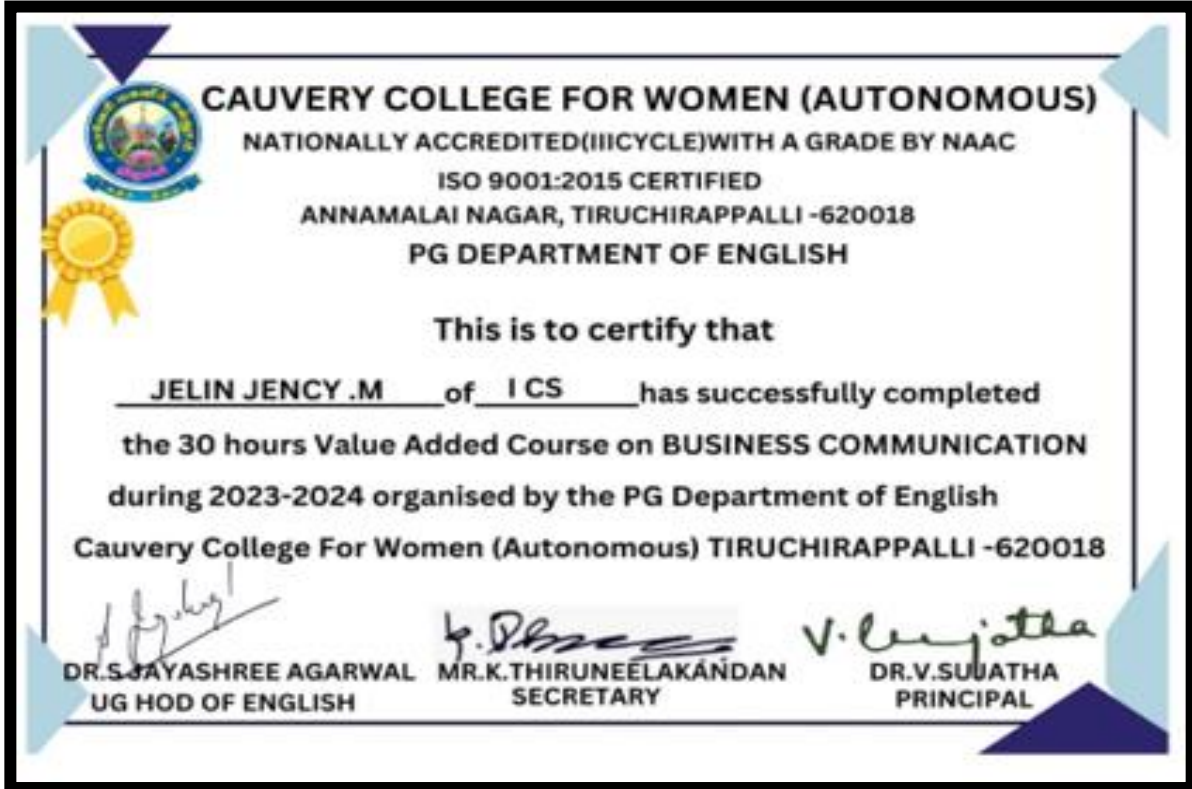 CAUVERY COLLEGE FOR WOMEN (AUTONOMOUS)
NATIONALLY ACCREDITED(IIICYCLE)WITH A GRADE BY NAAC
ISO 9001:2015 CERTIFIED
ANNAMALAI NAGAR, TIRUCHIRAPPALLI -620018
PG DEPARTMENT OF ENGLISH
This is to certify that
JELIN JENCY .M of I CS has successfully completed
the 30 hours Value Added Course on BUSINESS COMMUNICATION
during 2023-2024 organised by the PG Department of English
Cauvery College For Women (Autonomous) TIRUCHIRAPPALLI -620018
V. Sujatha
DR.S.JAYASHREE AGARWAL MR.K.THIRUNEELAKANDAN DR.V.SUJATHA
UG HOD OF ENGLISH SECRETARY PRINCIPAL